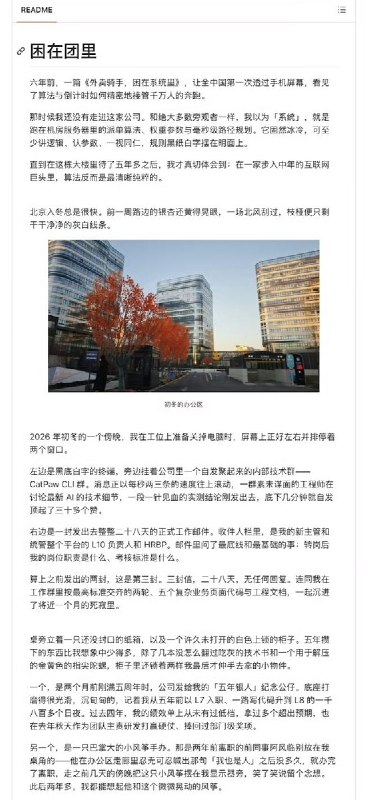 README
困在团里
六年前，一篇《外卖骑手，困在系统里》，让全中国第一次透过手机屏幕，看见
了算法与倒计时如何精密地接管千万人的奔跑。
那时候我还没有走进这家公司。和绝大多数旁观者一样，我以为「系统」，就是
跑在机房服务器里的派单算法、权重参数与毫秒级路径规划。它固然冰冷，可至
少讲逻辑、认参数、一视同仁、规则黑纸白字摆在明面上。
直到在这栋大楼里待了五年多之后，我才真切体会到：在一家步入中年的互联网
巨头里，算法反而是最清晰纯粹的。
北京入冬总是很快。前一周路边的银杏还黄得晃眼，一场北风刮过，枝桠便只剩
干干净净的灰白线条。
初冬的办公区
2026 年初冬的一个傍晚，我在工位上准备关掉电脑时，屏幕上正好左右并排停着
两个窗口。
左边是黑底白字的终端，旁边挂着公司里一个自发聚起来的内部技术群——
CatPaw CLI 群。消息正以每秒两三条的速度往上滚动，一群素未谋面的工程师在
讨论最新 AI 的技术细节，一段一针见血的实测结论刚发出去，底下几分钟就自发
顶起了三十多个赞。
右边是一封发出去整整二十八天的正式工作邮件。收件人栏里，是我的新主管和
统管整个平台的 L10 负责人和 HRBP。邮件里问了最底线和最基础的事：转岗后
我的岗位职责是什么、考核标准是什么。
算上之前发出的两封，这是第三封。三封信，二十八天，无任何回复。连同我在
工作群里按最高标准交齐的两轮、五个复杂业务页面代码与工程文档，一起沉进
了将近一个月的死寂里。
桌旁立着一只还没封口的纸箱，以及一个许久未打开的白色上锁的柜子。五年攒
下的东西比我想象中少得多，除了几本没怎么翻过吃灰的技术书和一个用于解压
的金黄色的指尖陀螺，柜子里还锁着两样我最后才伸手去拿的小物件。
一个，是两个月前刚满五周年时，公司发给我的「五年银人」纪念公仔。底座打
磨得很光滑，沉甸甸的，记着我从五年前以 L7 入职、一路写代码升到 L8 的一千
八百多个日夜。过去四年，我的绩效单上从未有过低档，拿过多个超出预期，也
在去年秋天作为团队主责研发打赢硬仗、捧回过部门级奖项。
另一个，是一只巴掌大的小风筝手办。那是两年前离职的前同事阿凤临别放在我
桌角的——他在办公区走廊里忍无可忍喊出那句「我也是人」之后没多久，就办完
了离职，走之前几天的傍晚把这只小风筝摆在我显示器旁，笑了笑说留个念想。
此后两年多，我都能想起他和这个微微晃动的风筝。